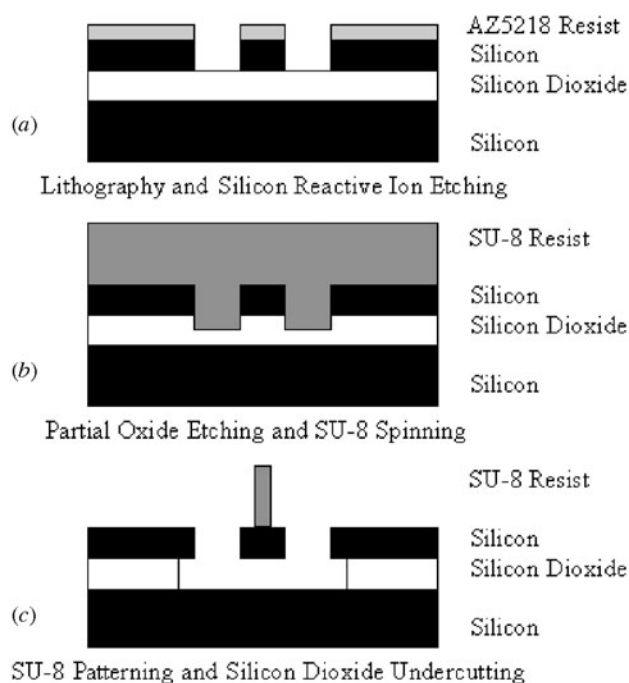 AZ5218 Resist
Silicon
Silicon Dioxide
(a)
Silicon
Lithography and Silicon Reactive Ion Etching
SU-8 Resist
Silicon
Silicon Dioxide
(b)
Silicon
Partial Oxide Etching and SU-8 Spinning
SU-8 Resist
Silicon
Silicon Dioxide
(c)
Silicon
SU-8 Patterning and Silicon Dioxide Undercutting